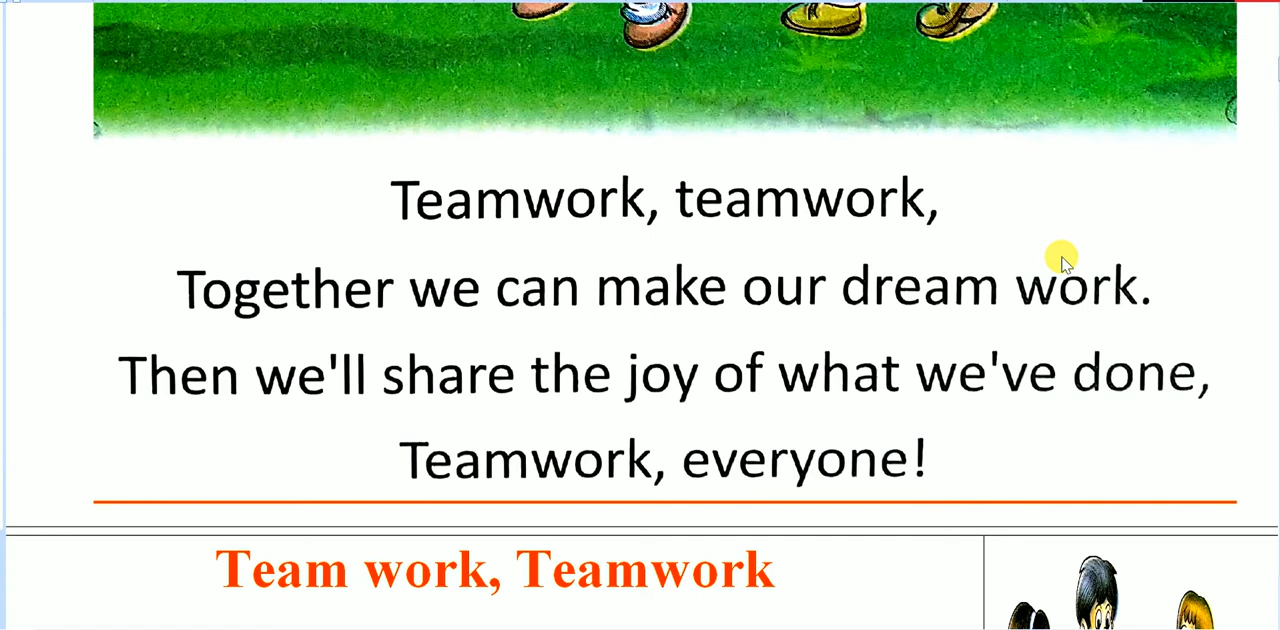 Teamwork, teamwork,
Together we can make our dream work.
Then we'll share the joy of what we've done,
Teamwork, everyone!
Team work, Teamwork